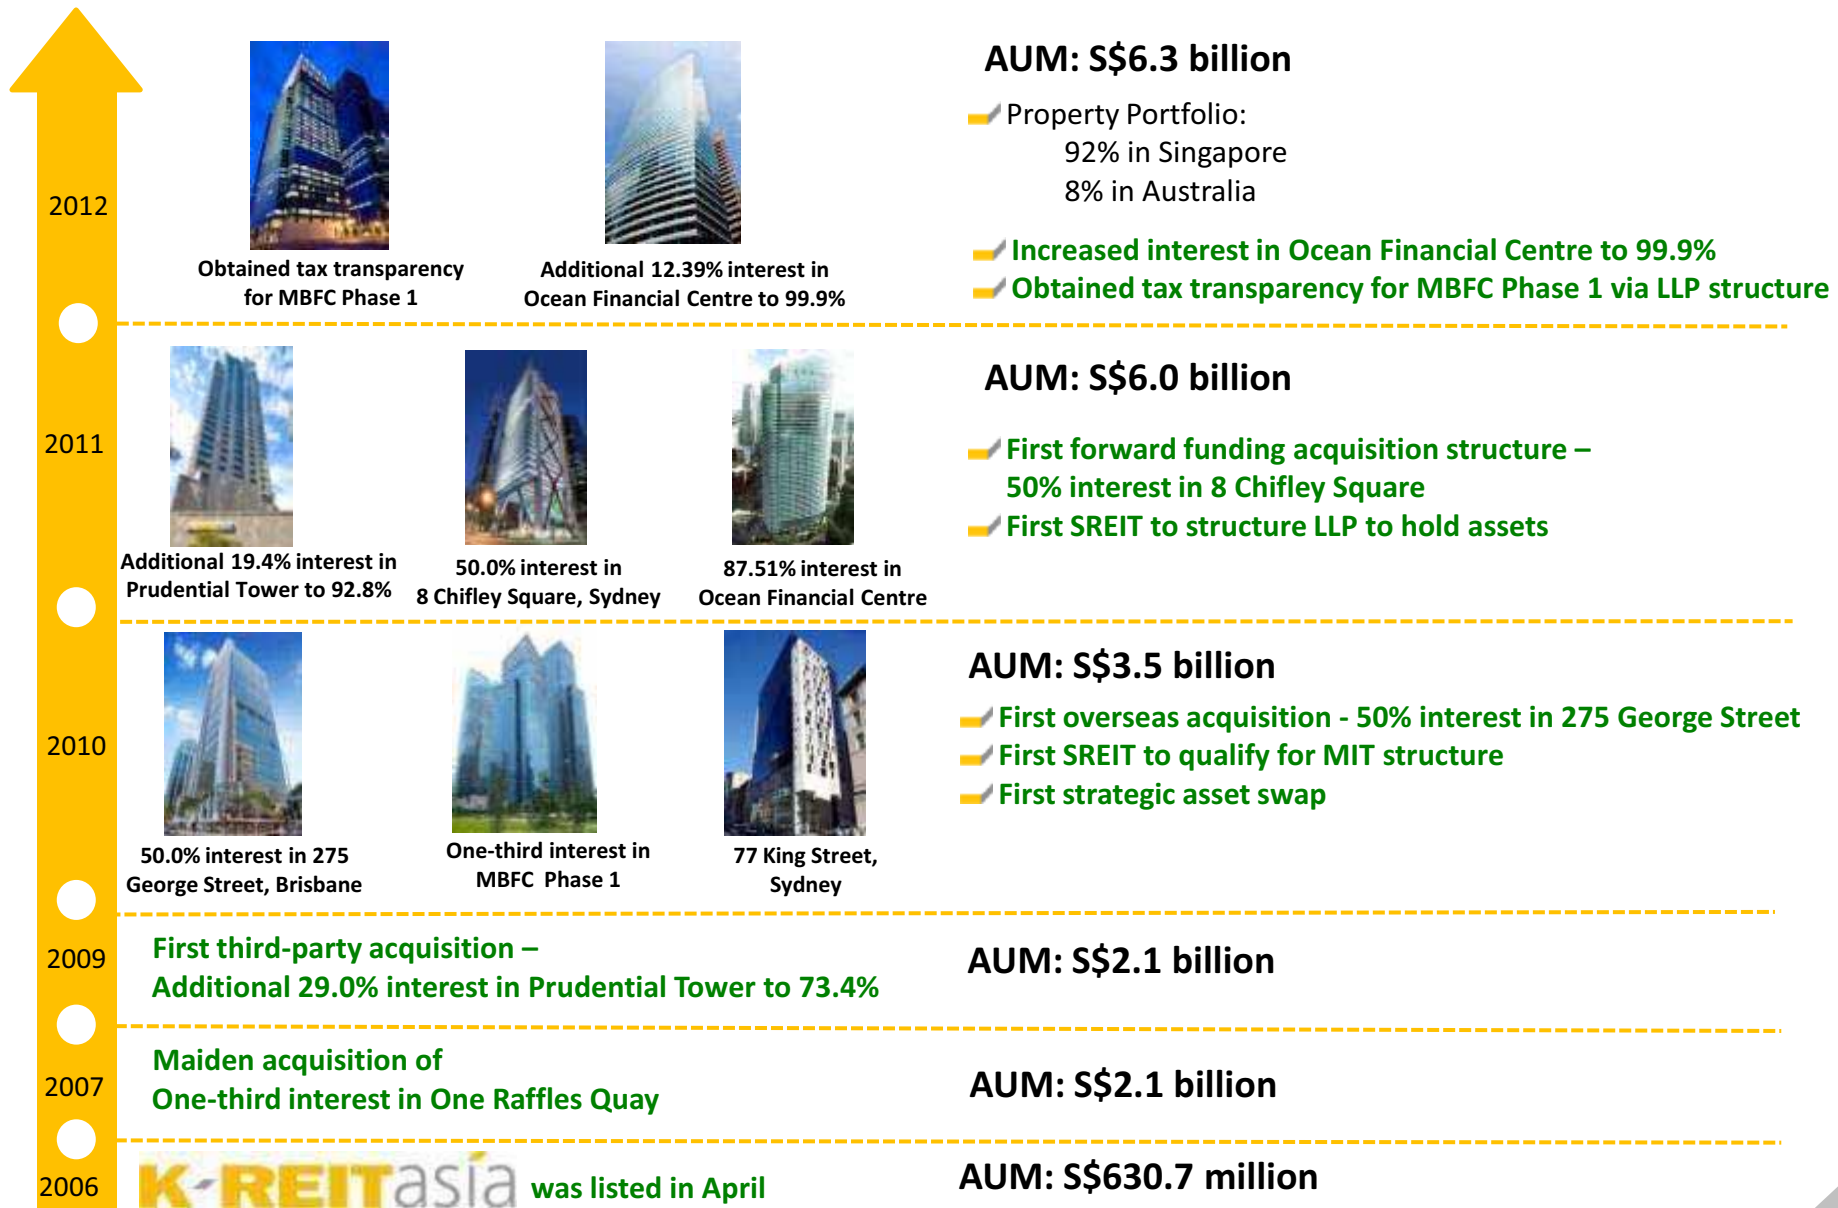 AUM: S$6.3 billion
Property Portfolio:
92% in Singapore
8% in Australia
2012
Obtained tax transparency
for MBFC Phase 1
Additional 12.39% interest in
Ocean Financial Centre to 99.9%
Increased interest in Ocean Financial Centre to 99.9%
Obtained tax transparency for MBFC Phase 1 via LLP structure
2011
Additional 19.4% interest in
Prudential Tower to 92.8%
50.0% interest in
8 Chifley Square, Sydney
87.51% interest in
Ocean Financial Centre
AUM: S$6.0 billion
First forward funding acquisition structure –
50% interest in 8 Chifley Square
First SREIT to structure LLP to hold assets
2010
50.0% interest in 275
George Street, Brisbane
One-third interest in
MBFC Phase 1
77 King Street,
Sydney
AUM: S$3.5 billion
First overseas acquisition - 50% interest in 275 George Street
First SREIT to qualify for MIT structure
First strategic asset swap
2009
First third-party acquisition –
Additional 29.0% interest in Prudential Tower to 73.4%
AUM: S$2.1 billion
2007
Maiden acquisition of
One-third interest in One Raffles Quay
AUM: S$2.1 billion
2006
K-REITasia was listed in April
AUM: S$630.7 million